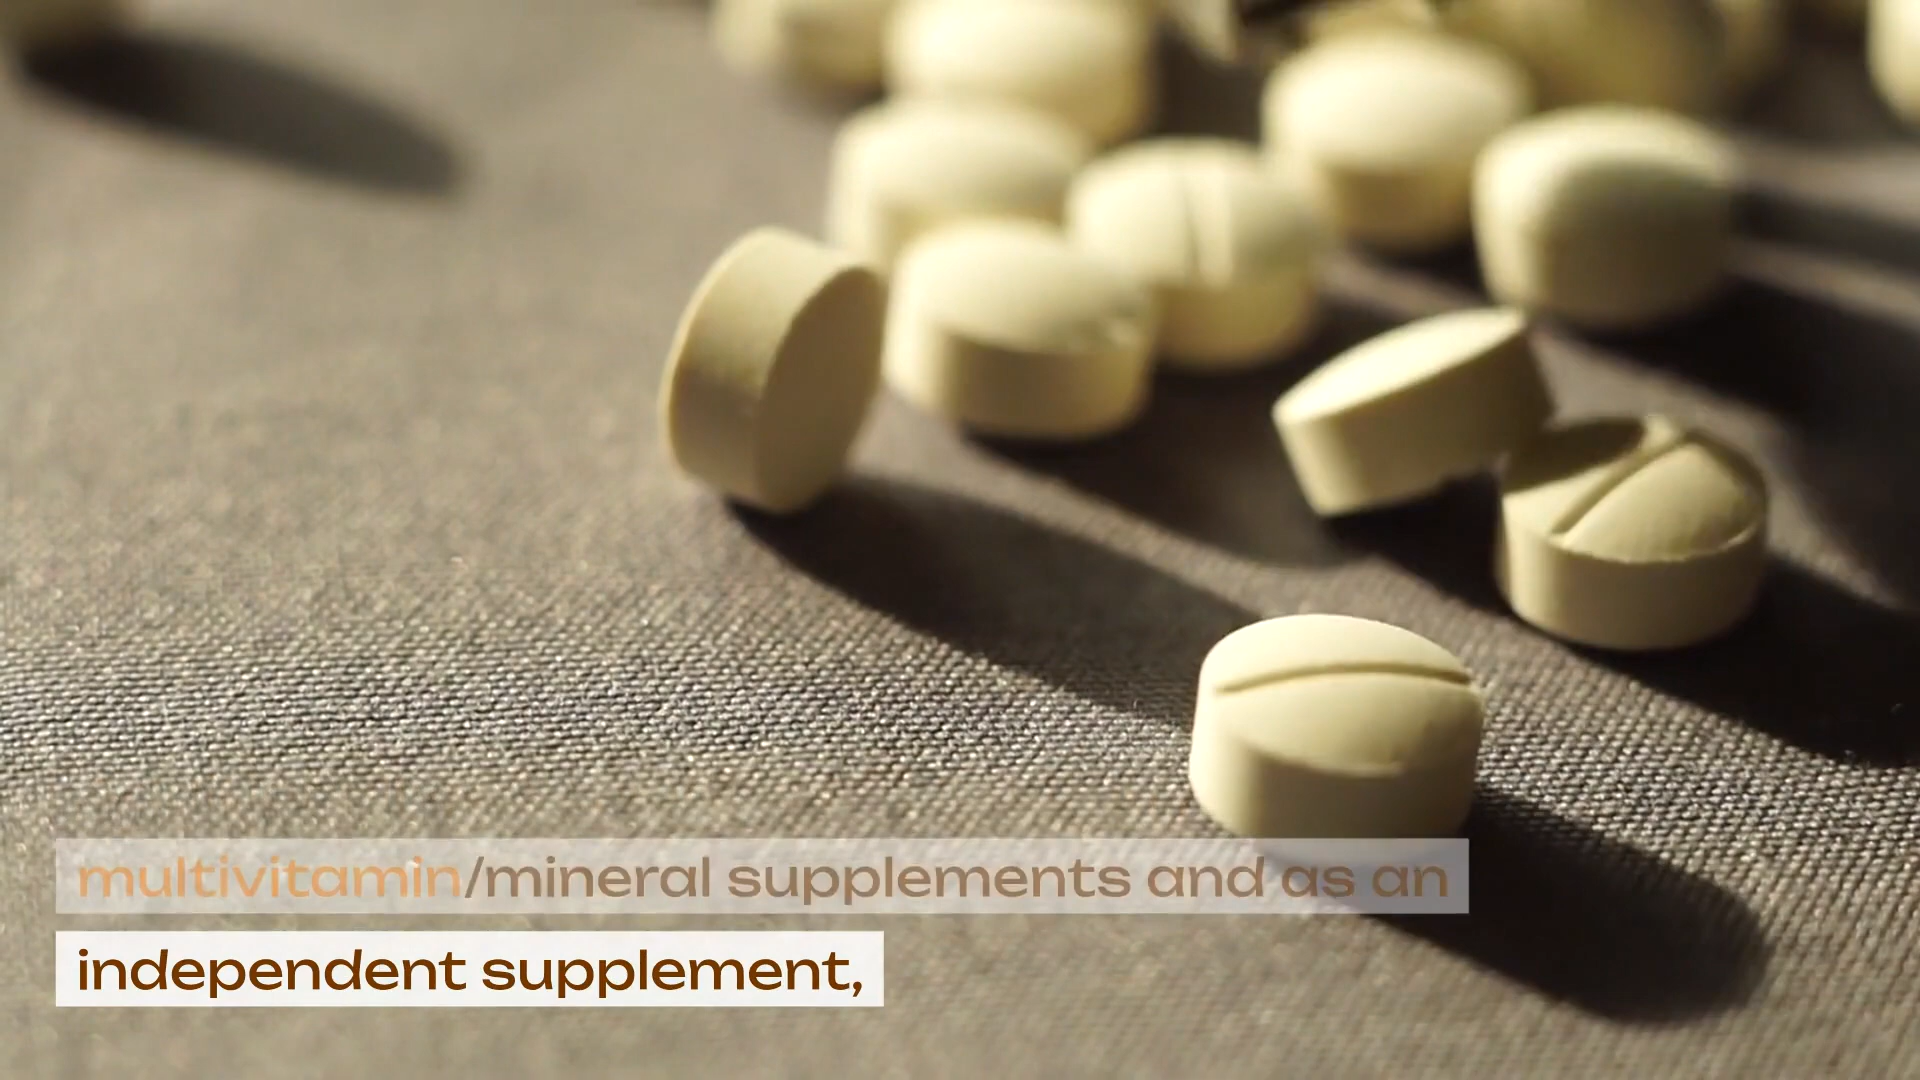 multivitamin/mineral supplements and as an
independent supplement,